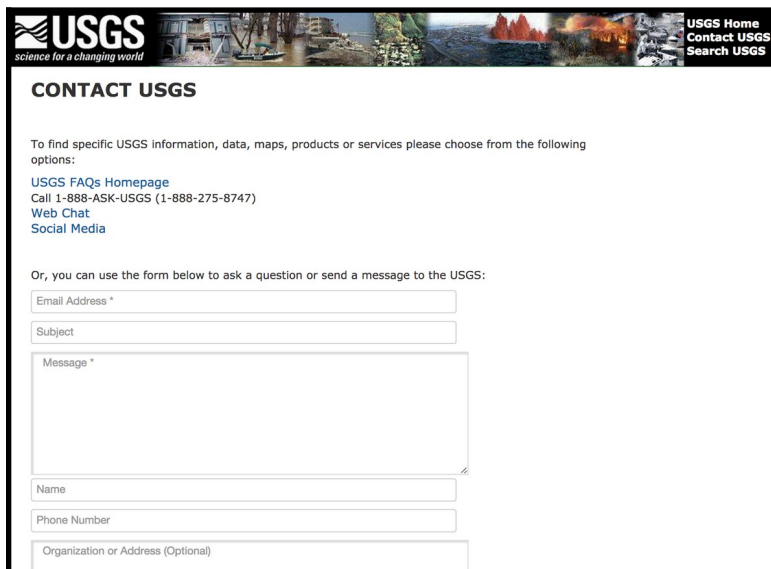 USGS
science for a changing world
USGS Home
Contact USGS
Search USGS
CONTACT USGS
To find specific USGS information, data, maps, products or services please choose from the following
options:
USGS FAQs Homepage
Call 1-888-ASK-USGS (1-888-275-8747)
Web Chat
Social Media
Or, you can use the form below to ask a question or send a message to the USGS:
Email Address *
Subject
Message *
Name
Phone Number
Organization or Address (Optional)